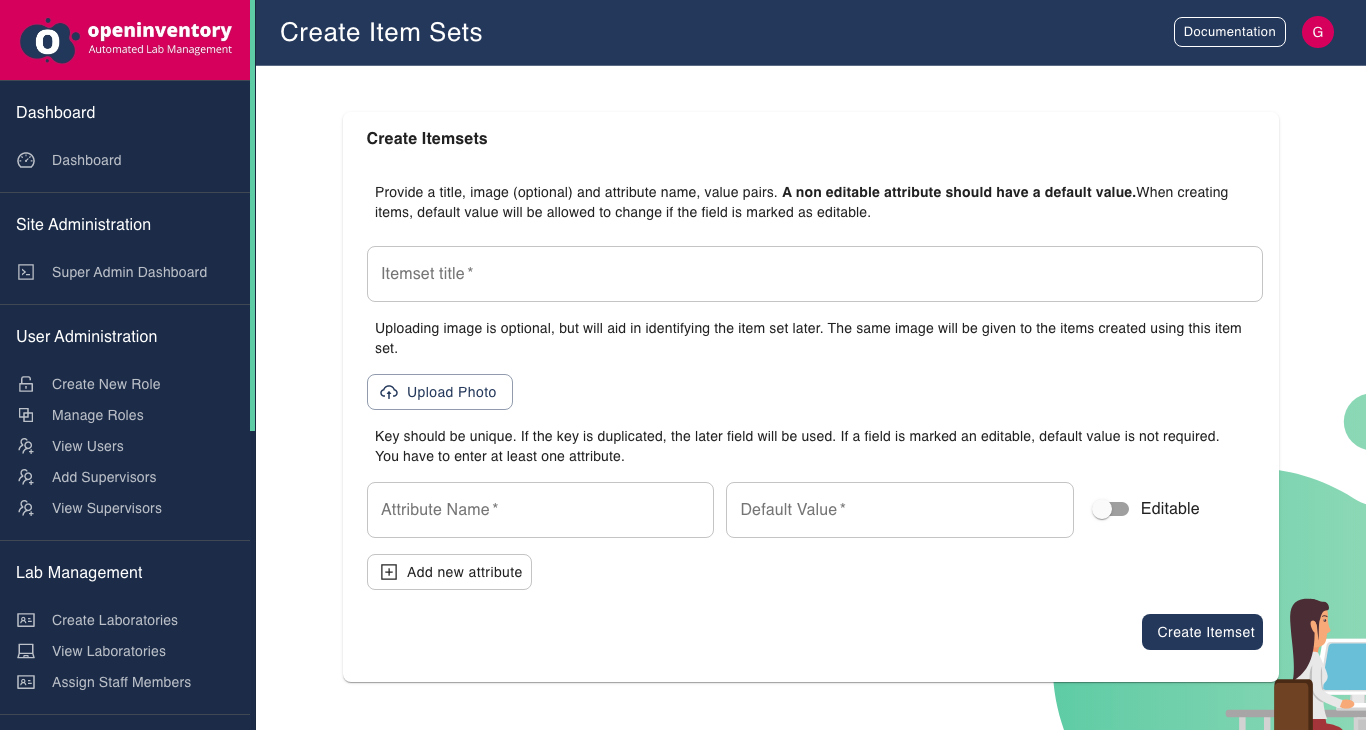 openinventory
Automated Lab Management
Create Item Sets
Documentation
G
Dashboard
Dashboard
Site Administration
Super Admin Dashboard
User Administration
Create New Role
Manage Roles
View Users
Add Supervisors
View Supervisors
Lab Management
Create Laboratories
View Laboratories
Assign Staff Members
Create Itemsets
Provide a title, image (optional) and attribute name, value pairs. A non editable attribute should have a default value.When creating
items, default value will be allowed to change if the field is marked as editable.
Itemset title *
Uploading image is optional, but will aid in identifying the item set later. The same image will be given to the items created using this item
set.
Upload Photo
Key should be unique. If the key is duplicated, the later field will be used. If a field is marked an editable, default value is not required.
You have to enter at least one attribute.
Attribute Name *
Default Value *
Editable
Add new attribute
Create Itemset